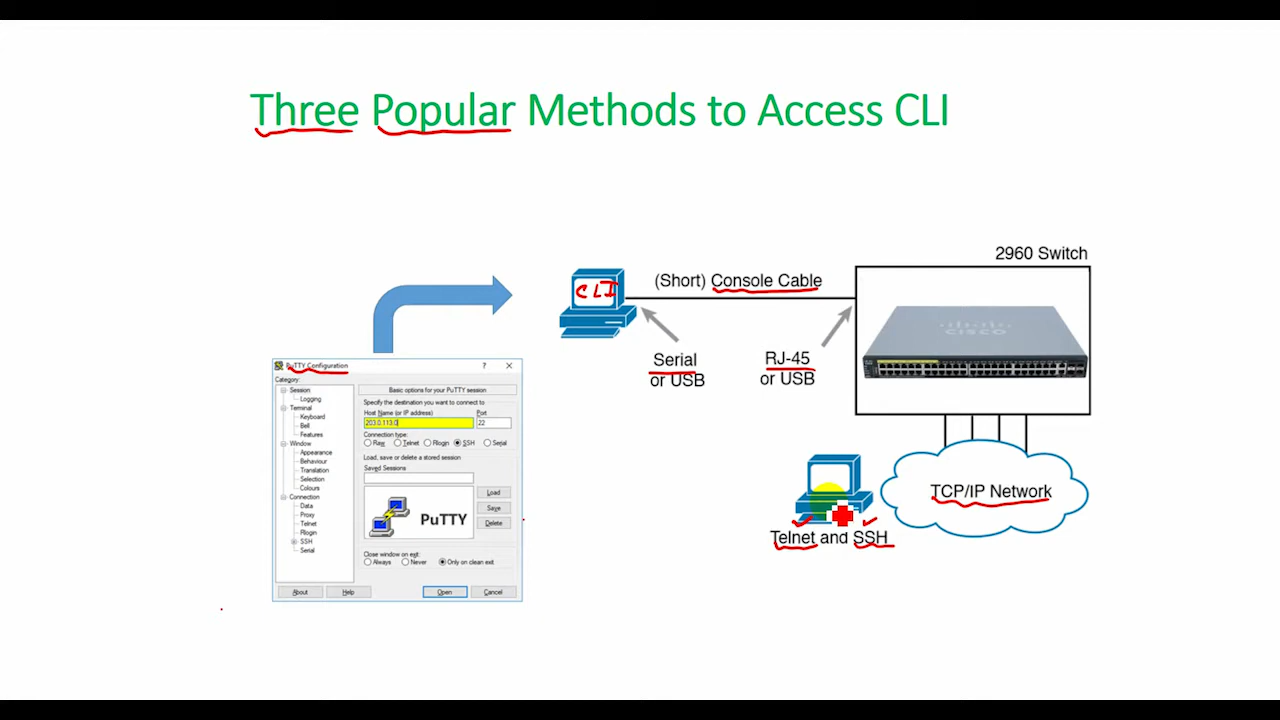 Three Popular Methods to Access CLI
2960 Switch
(Short) Console Cable
CLI
Serial
or USB
RJ-45
or USB
CISCO
TCP/IP Network
Telnet and SSH
PuTTY Configuration
?
Category:
Session
Logging
Terminal
Keyboard
Bell
Features
Window
Appearance
Behaviour
Translation
Selection
Colours
Connection
Data
Proxy
Telnet
Rlogin
SSH
Serial
Basic options for your PuTTY session
Specify the destination you want to connect to
Host Name (or IP address) Port
203.0.113.0 22
Connection type:
Raw Telnet Rlogin SSH Serial
Load, save or delete a stored session
Saved Sessions
Load
Save
Delete
PuTTY
Close window on exit:
Always Never Only on clean exit
About Help Open Cancel